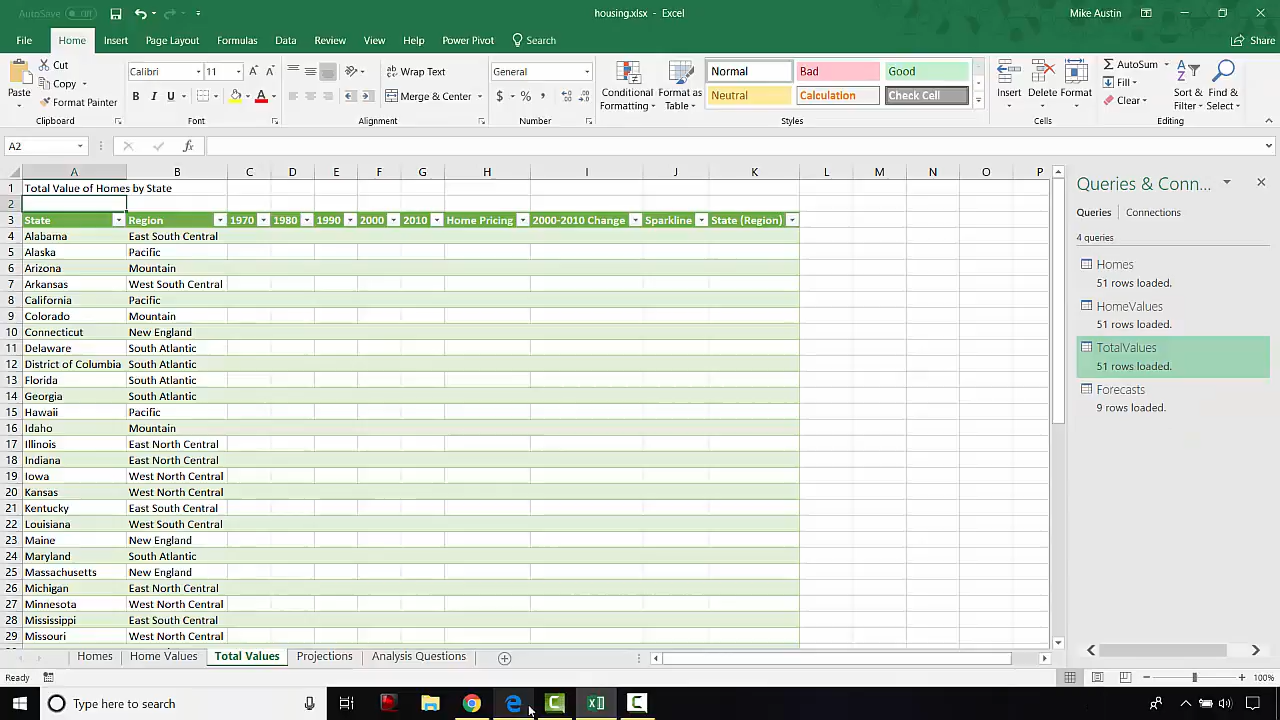 AutoSave Off
housing.xlsx - Excel
Mike Austin
File Home Insert Page Layout Formulas Data Review View Help Power Pivot Search Share
Paste Cut Copy Format Painter Clipboard
Calibri 11 A A B I U A Font
Wrap Text Merge & Center Alignment
General $ % , Number
Conditional Formatting Format as Table
Normal Bad Good
Neutral Calculation Check Cell
Styles
Insert Delete Format Cells
AutoSum Fill Clear Sort & Filter Find & Select Editing
A2 fx
A B C D E F G H I J K L M N O P
1 Total Value of Homes by State
2
3 State Region 1970 1980 1990 2000 2010 Home Pricing 2000-2010 Change Sparkline State (Region)
4 Alabama East South Central
5 Alaska Pacific
6 Arizona Mountain
7 Arkansas West South Central
8 California Pacific
9 Colorado Mountain
10 Connecticut New England
11 Delaware South Atlantic
12 District of Columbia South Atlantic
13 Florida South Atlantic
14 Georgia South Atlantic
15 Hawaii Pacific
16 Idaho Mountain
17 Illinois East North Central
18 Indiana East North Central
19 Iowa West North Central
20 Kansas West North Central
21 Kentucky East South Central
22 Louisiana West South Central
23 Maine New England
24 Maryland South Atlantic
25 Massachusetts New England
26 Michigan East North Central
27 Minnesota West North Central
28 Mississippi East South Central
29 Missouri West North Central
Queries & Conn...
Queries Connections
4 queries
Homes
51 rows loaded.
HomeValues
51 rows loaded.
TotalValues
51 rows loaded.
Forecasts
9 rows loaded.
Homes Home Values Total Values Projections Analysis Questions
Ready
100%
Type here to search